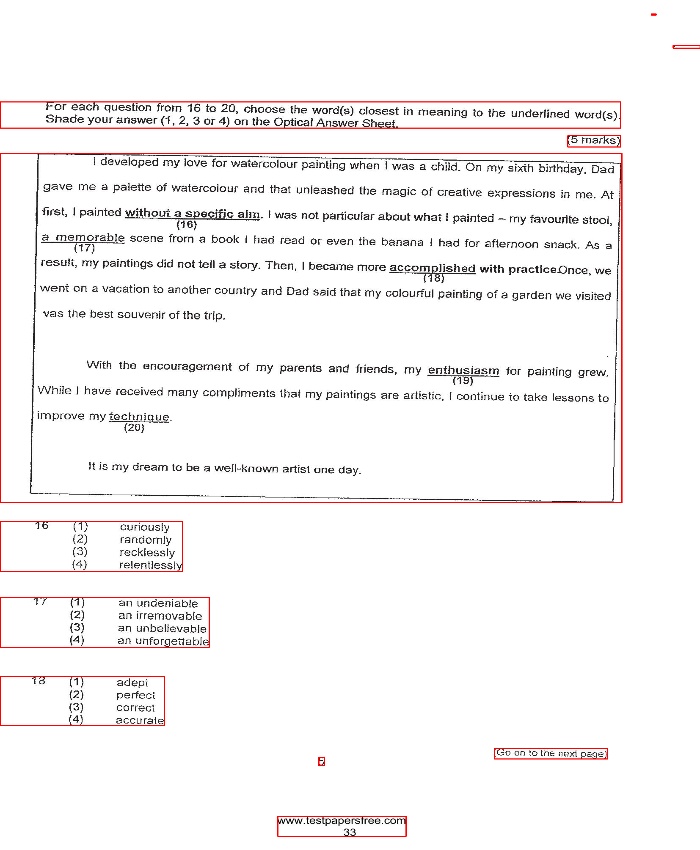 For each question from 16 to 20, choose the word(s) closest in meaning to the underlined word(s).
Shade your answer (1, 2, 3 or 4) on the Optical Answer Sheet.
(5 marks)
I developed my love for watercolour painting when I was a child. On my sixth birthday, Dad
gave me a palette of watercolour and that unleashed the magic of creative expressions in me. At
first, I painted without a specific aim. I was not particular about what I painted – my favourite stool,
(16)
a memorable scene from a book I had read or even the banana I had for afternoon snack. As a
(17)
result, my paintings did not tell a story. Then, I became more accomplished with practice.Once, we
(18)
went on a vacation to another country and Dad said that my colourful painting of a garden we visited
vas the best souvenir of the trip.
With the encouragement of my parents and friends, my enthusiasm for painting grew.
(19)
While I have received many compliments that my paintings are artistic, I continue to take lessons to
improve my technique.
(20)
It is my dream to be a well-known artist one day.
16 (1) curiously
(2) randomly
(3) recklessly
(4) relentlessly
17 (1) an undeniable
(2) an irremovable
(3) an unbelievable
(4) an unforgettable
18 (1) adept
(2) perfect
(3) correct
(4) accurate
(Go on to the next page)
5
www.testpapersfree.com
33